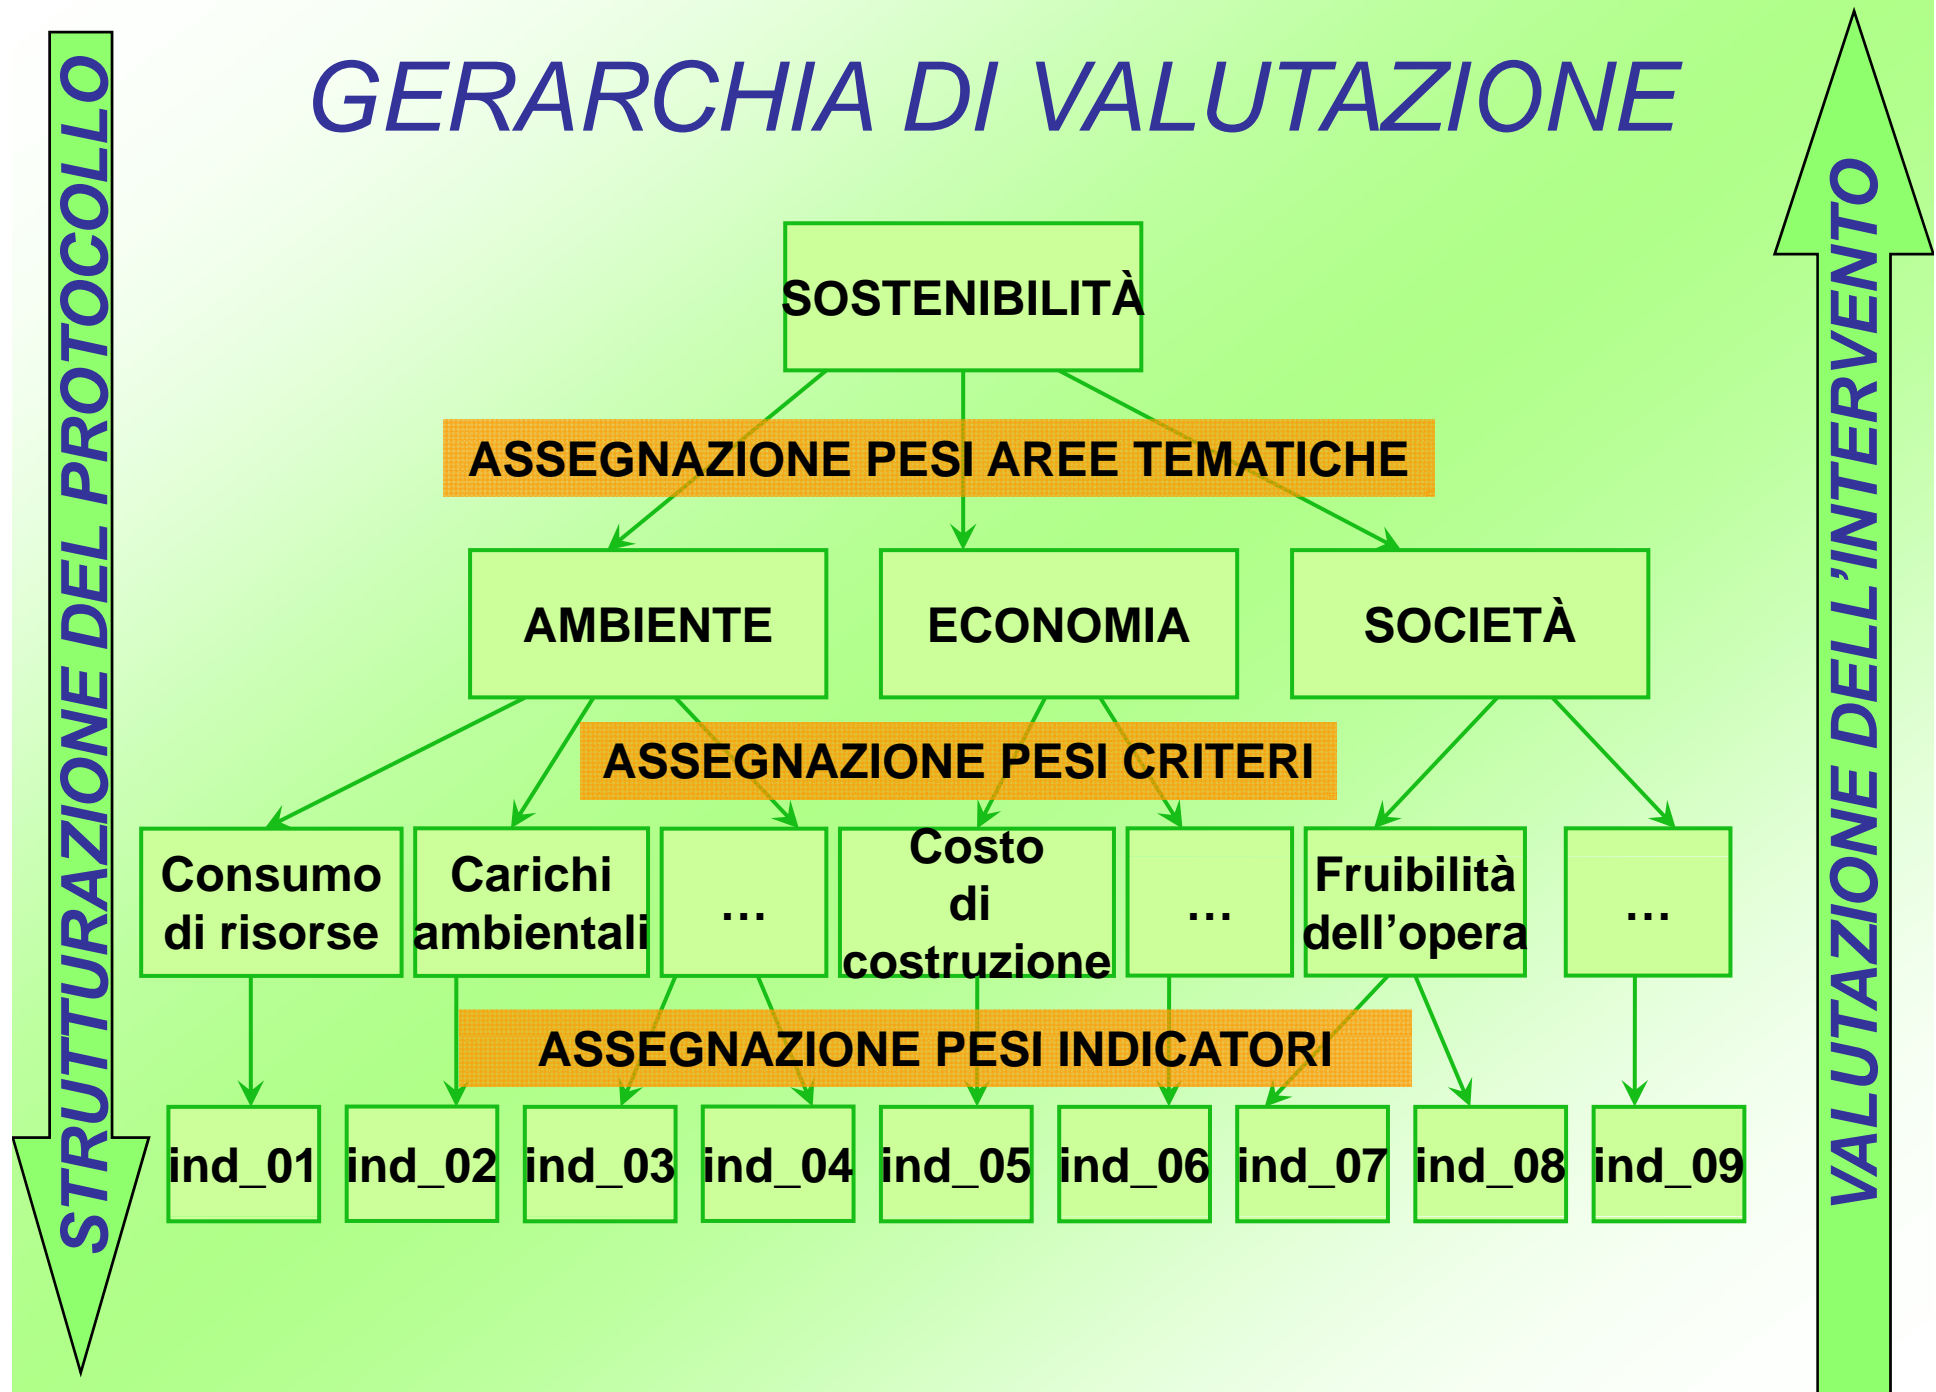 GERARCHIA DI VALUTAZIONE
STRUTTURAZIONE DEL PROTOCOLLO
VALUTAZIONE DELL’INTERVENTO
SOSTENIBILITÀ
ASSEGNAZIONE PESI AREE TEMATICHE
AMBIENTE
ECONOMIA
SOCIETÀ
ASSEGNAZIONE PESI CRITERI
Consumo
di risorse
Carichi
ambientali
…
Costo
di
costruzione
…
Fruibilità
dell’opera
…
ASSEGNAZIONE PESI INDICATORI
ind_01
ind_02
ind_03
ind_04
ind_05
ind_06
ind_07
ind_08
ind_09